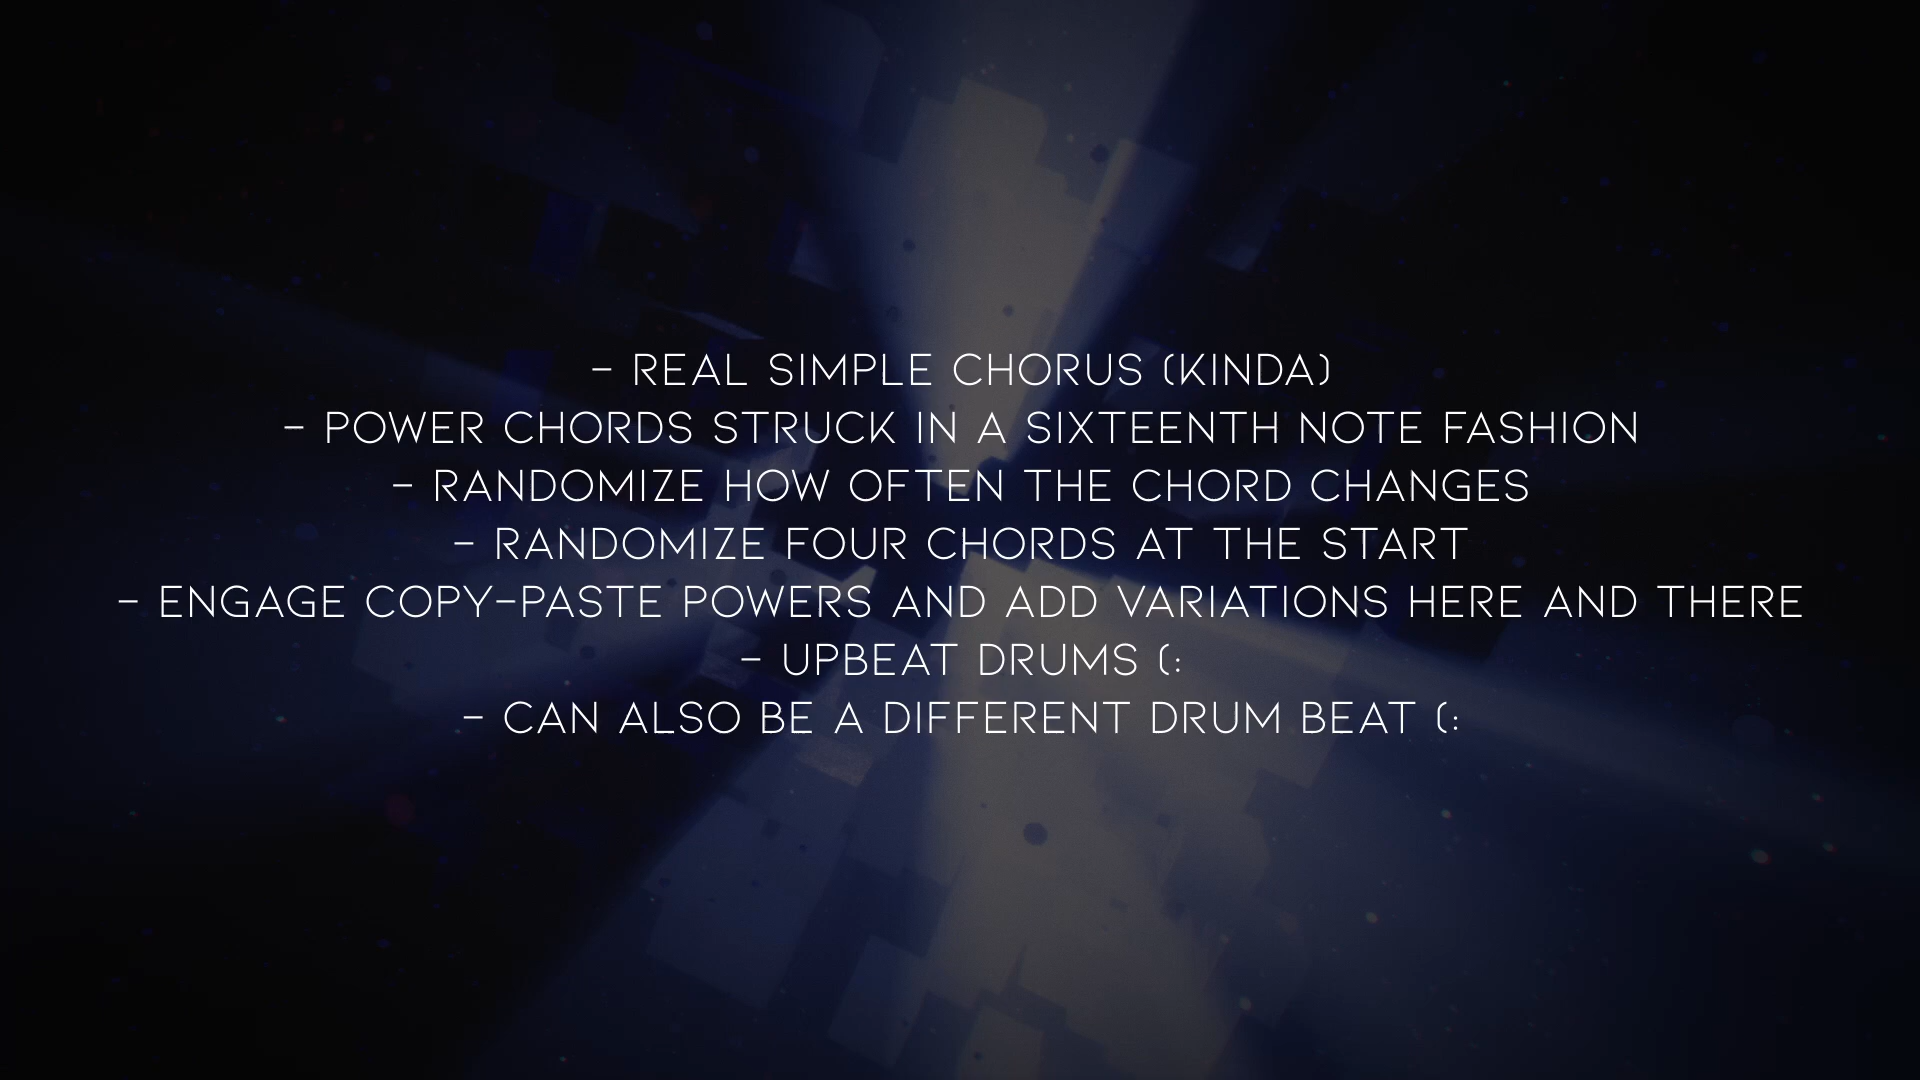 - REAL SIMPLE CHORUS (KINDA)
- POWER CHORDS STRUCK IN A SIXTEENTH NOTE FASHION
- RANDOMIZE HOW OFTEN THE CHORD CHANGES
- RANDOMIZE FOUR CHORDS AT THE START
- ENGAGE COPY-PASTE POWERS AND ADD VARIATIONS HERE AND THERE
- UPBEAT DRUMS (:
- CAN ALSO BE A DIFFERENT DRUM BEAT (: